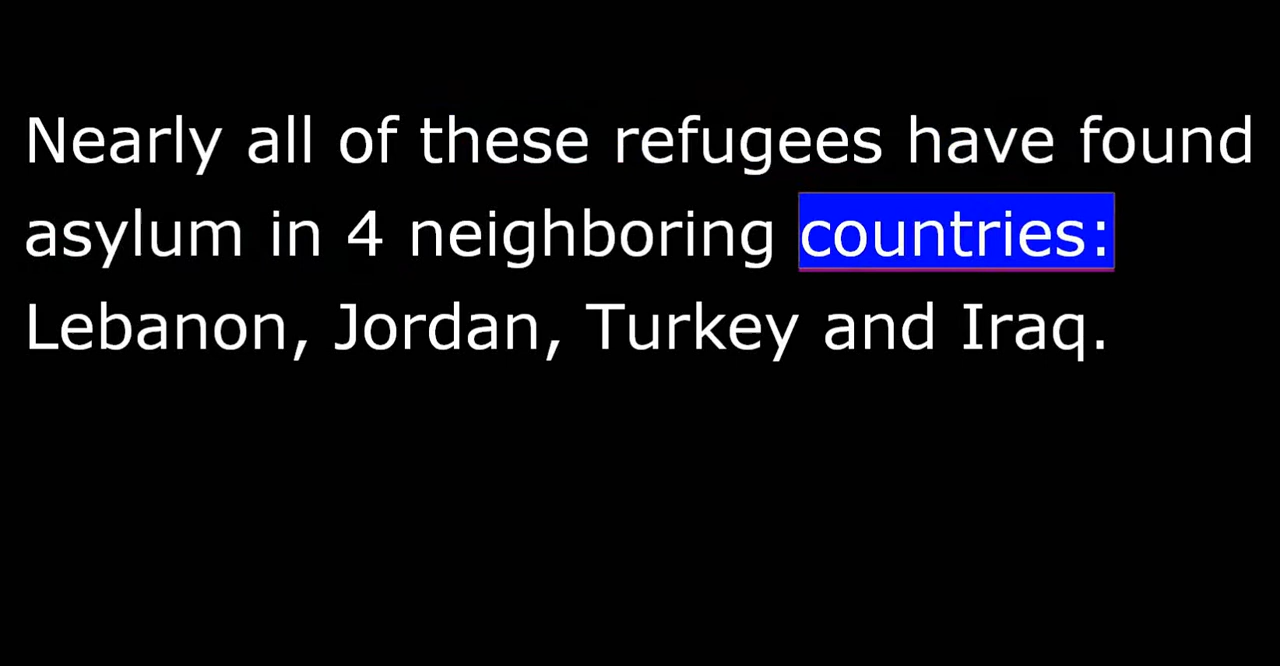 Nearly all of these refugees have found
asylum in 4 neighboring countries:
Lebanon, Jordan, Turkey and Iraq.